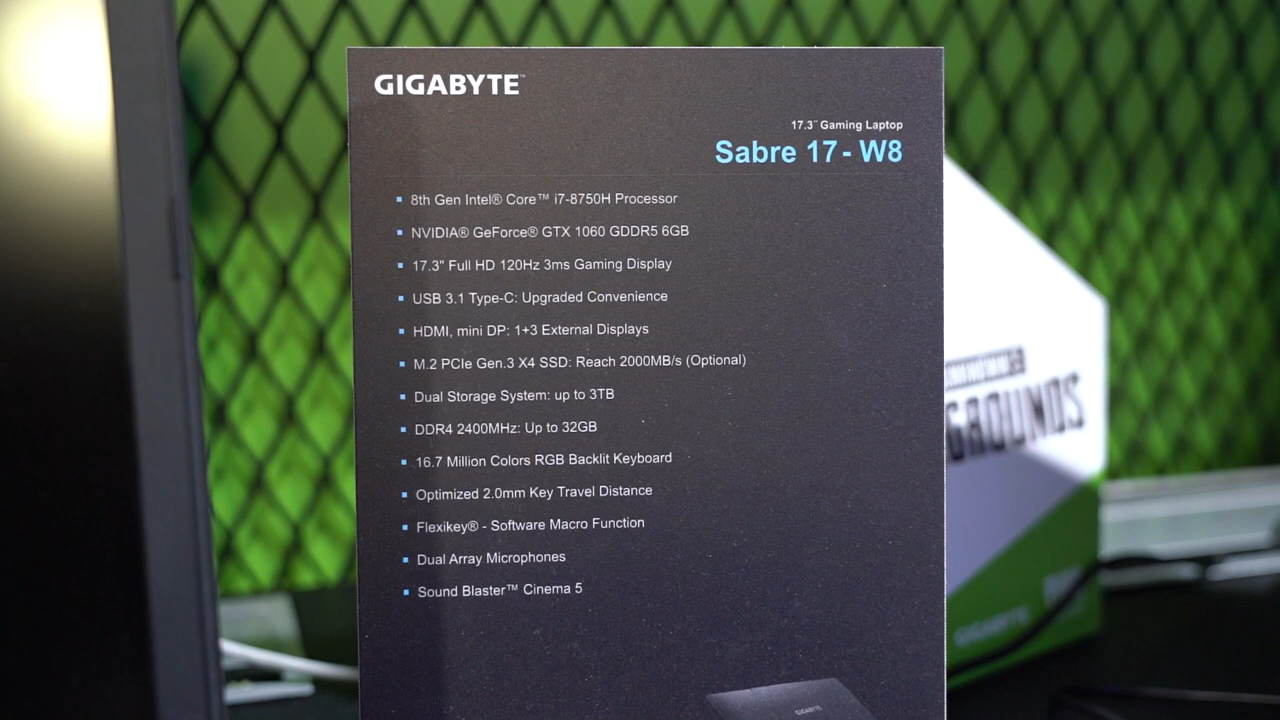 GIGABYTE™
17.3" Gaming Laptop
Sabre 17 - W8
8th Gen Intel® Core™ i7-8750H Processor
NVIDIA® GeForce® GTX 1060 GDDR5 6GB
17.3" Full HD 120Hz 3ms Gaming Display
USB 3.1 Type-C: Upgraded Convenience
HDMI, mini DP: 1+3 External Displays
M.2 PCIe Gen.3 X4 SSD: Reach 2000MB/s (Optional)
Dual Storage System: up to 3TB
DDR4 2400MHz: Up to 32GB
16.7 Million Colors RGB Backlit Keyboard
Optimized 2.0mm Key Travel Distance
Flexikey® - Software Macro Function
Dual Array Microphones
Sound Blaster™ Cinema 5
GIGABYTE
GROUNDS
GIGABYTE